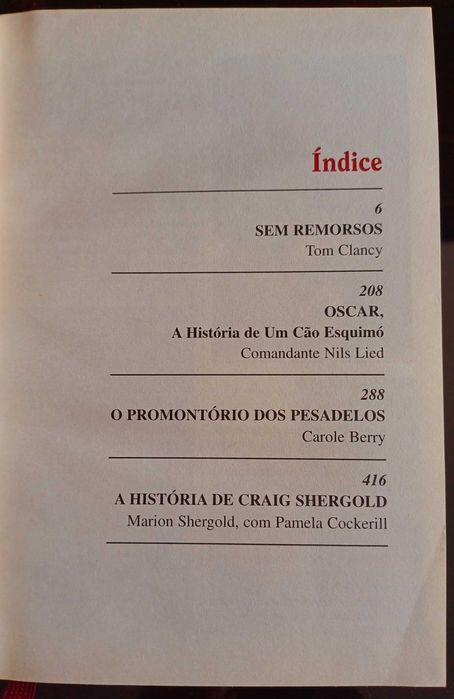 Índice
6
SEM REMORSOS
Tom Clancy
208
OSCAR,
A História de Um Cão Esquimó
Comandante Nils Lied
288
O PROMONTÓRIO DOS PESADELOS
Carole Berry
416
A HISTÓRIA DE CRAIG SHERGOLD
Marion Shergold, com Pamela Cockerill